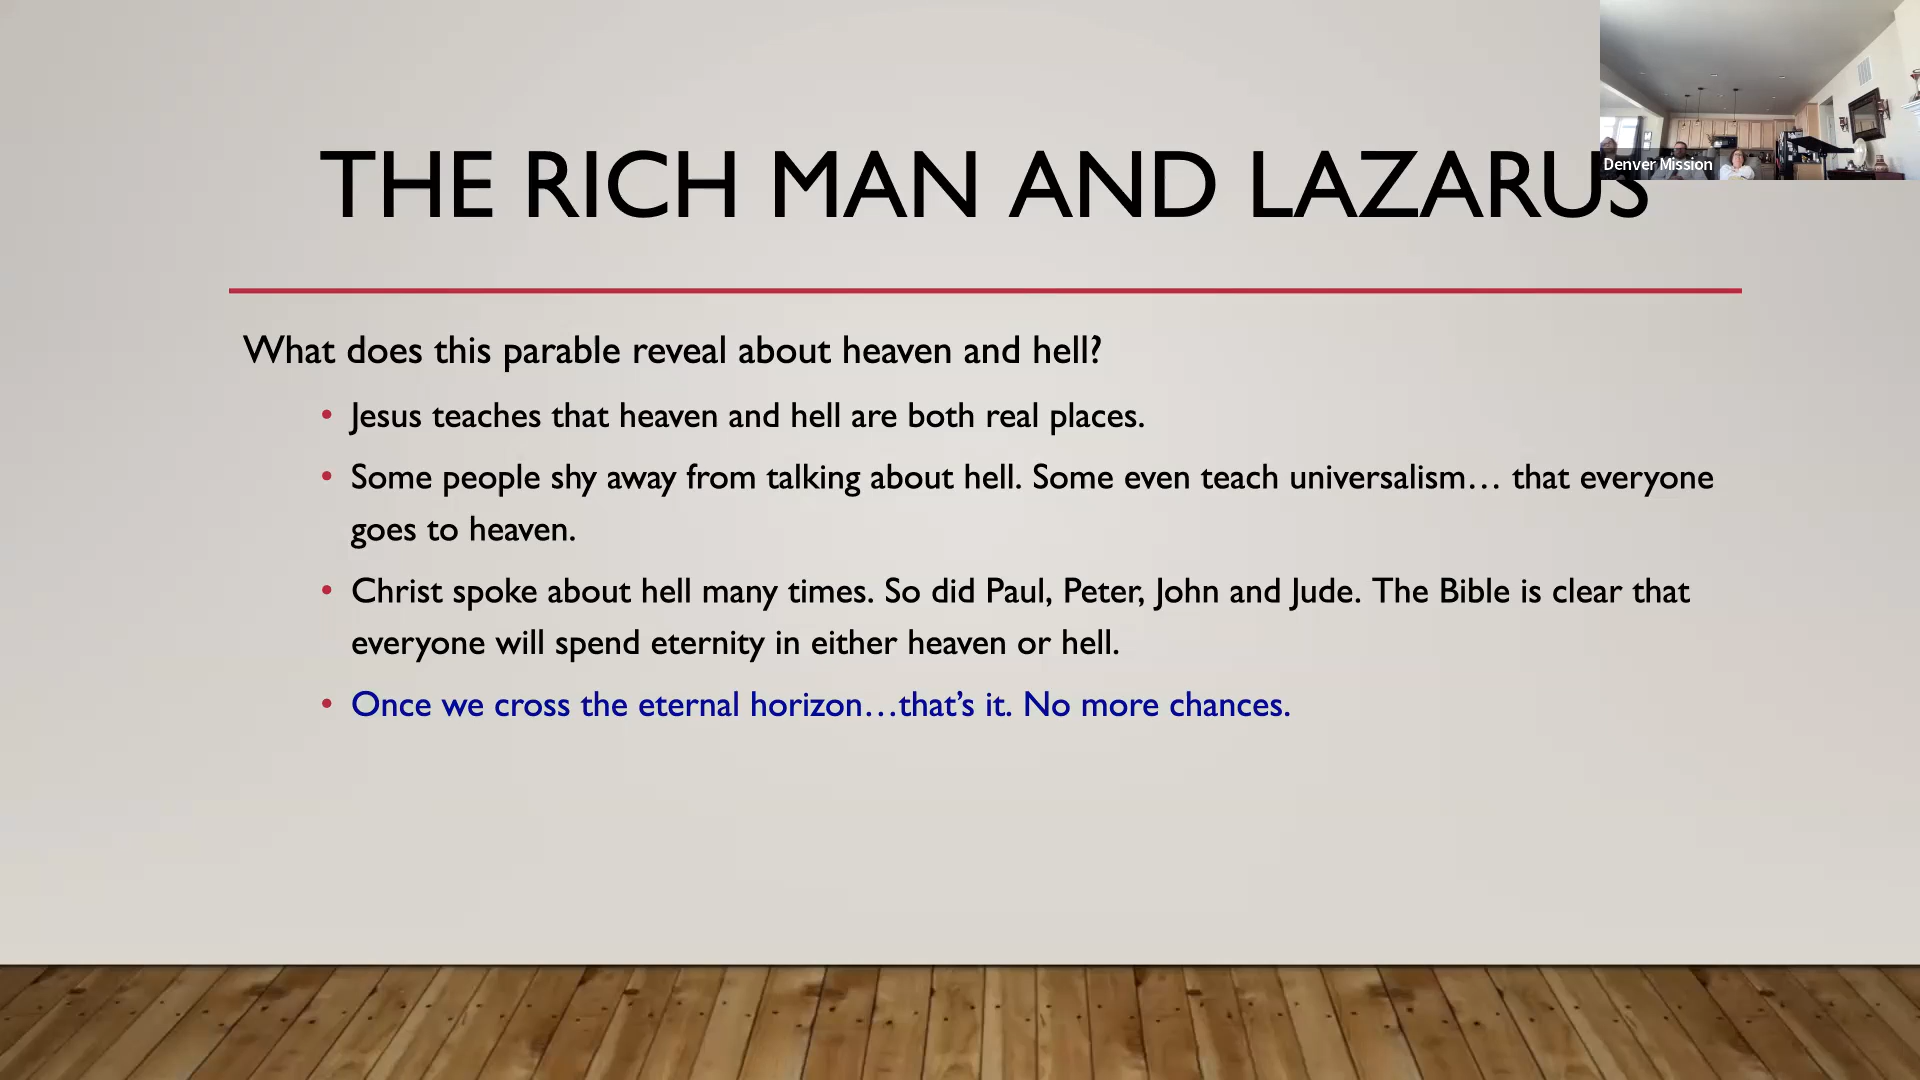 Denver Mission
THE RICH MAN AND LAZARUS
What does this parable reveal about heaven and hell?
• Jesus teaches that heaven and hell are both real places.
• Some people shy away from talking about hell. Some even teach universalism… that everyone
goes to heaven.
• Christ spoke about hell many times. So did Paul, Peter, John and Jude. The Bible is clear that
everyone will spend eternity in either heaven or hell.
• Once we cross the eternal horizon…that’s it. No more chances.